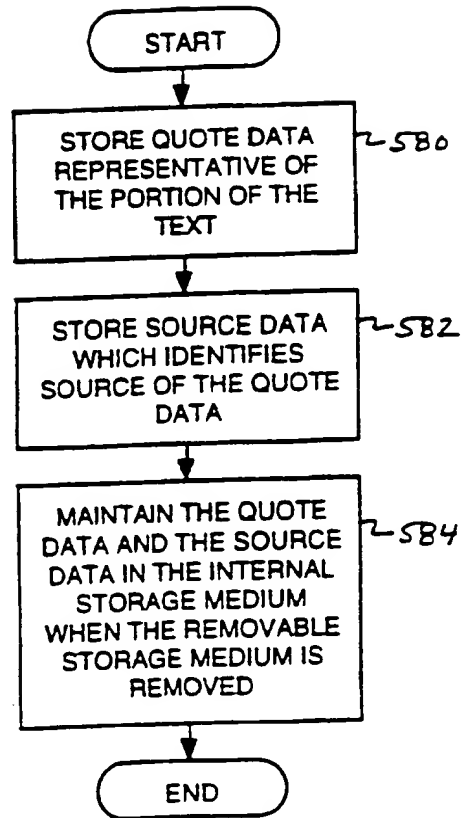 START
STORE QUOTE DATA
REPRESENTATIVE OF
THE PORTION OF THE
TEXT
580
STORE SOURCE DATA
WHICH IDENTIFIES
SOURCE OF THE QUOTE
DATA
582
MAINTAIN THE QUOTE
DATA AND THE SOURCE
DATA IN THE INTERNAL
STORAGE MEDIUM
WHEN THE REMOVABLE
STORAGE MEDIUM IS
REMOVED
584
END